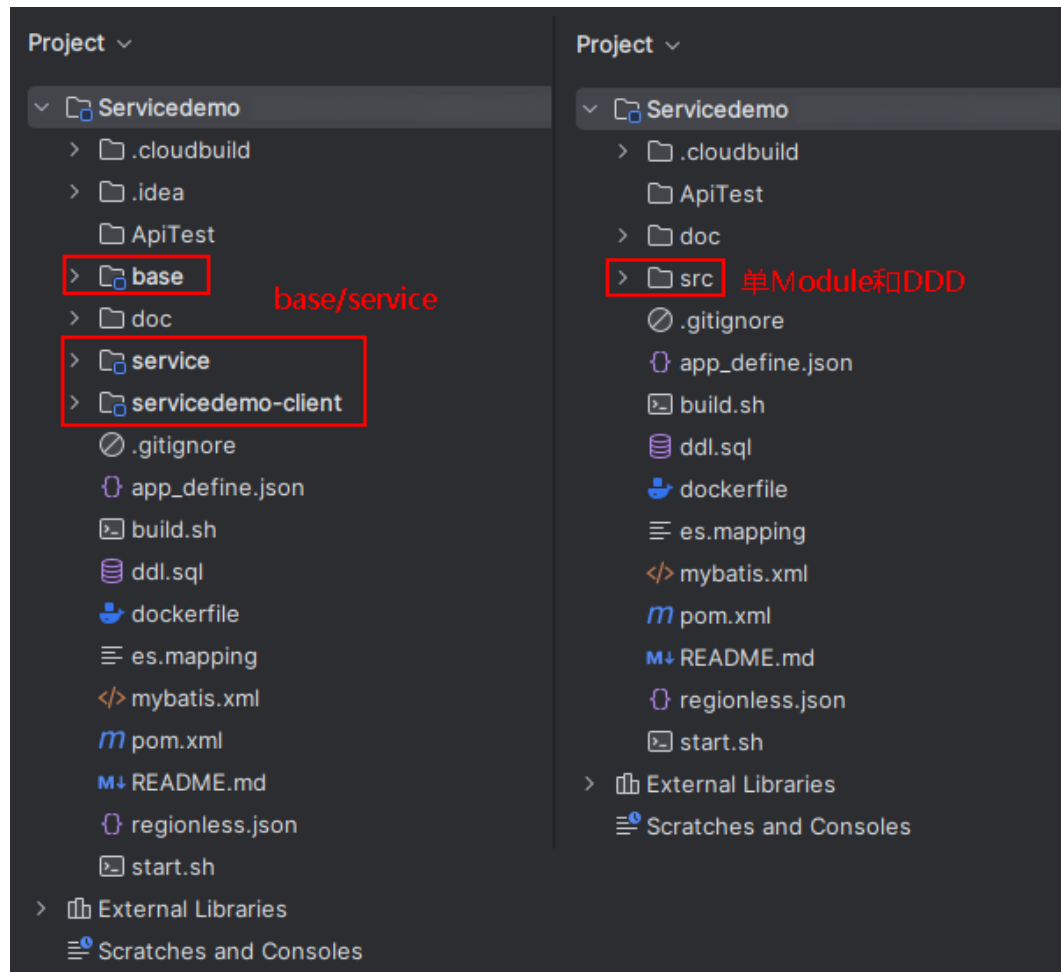 Project
Servicedemo
.cloudbuild
.idea
ApiTest
base
base/service
doc
service
servicedemo-client
.gitignore
app_define.json
build.sh
ddl.sql
dockerfile
es.mapping
mybatis.xml
pom.xml
README.md
regionless.json
start.sh
External Libraries
Scratches and Consoles
Project
Servicedemo
.cloudbuild
ApiTest
doc
src 单Module和DDD
.gitignore
app_define.json
build.sh
ddl.sql
dockerfile
es.mapping
mybatis.xml
pom.xml
README.md
regionless.json
start.sh
External Libraries
Scratches and Consoles